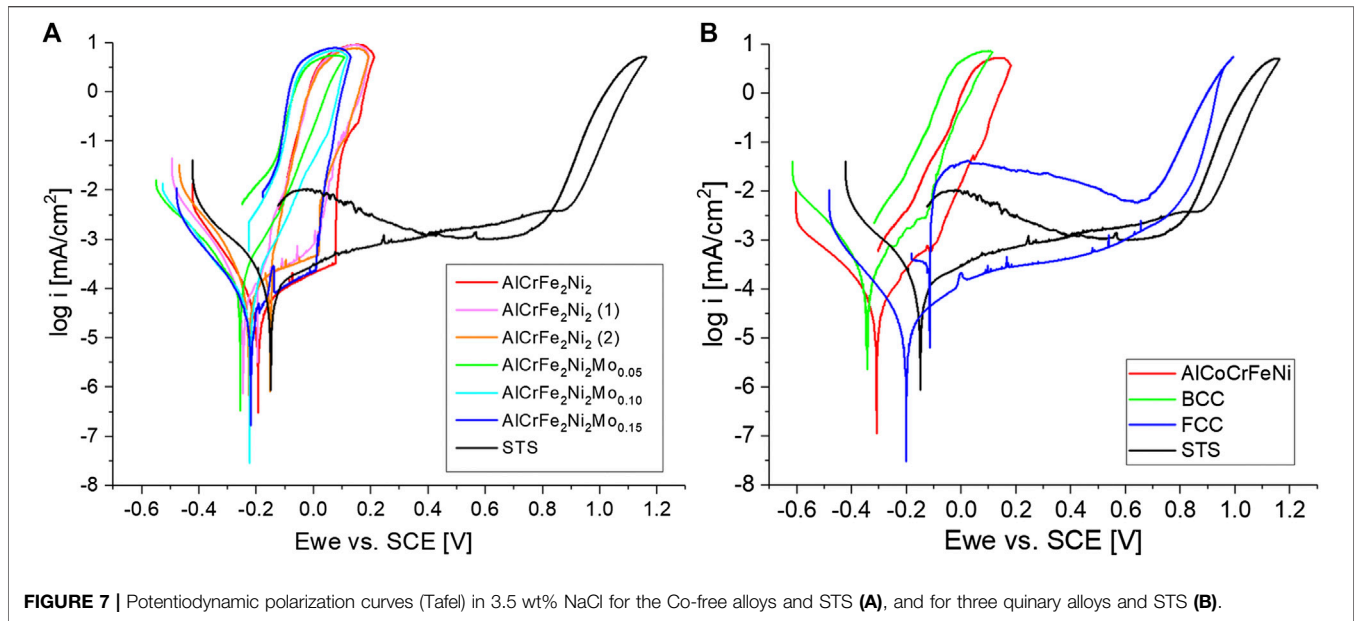 A
B
1
0
-1
-2
-3
-4
-5
-6
-7
-8
log i [mA/cm²]
-0.6 -0.4 -0.2 0.0 0.2 0.4 0.6 0.8 1.0 1.2
Ewe vs. SCE [V]
AlCrFe₂Ni₂
AlCrFe₂Ni₂ (1)
AlCrFe₂Ni₂ (2)
AlCrFe₂Ni₂Mo₀.₀₅
AlCrFe₂Ni₂Mo₀.₁₀
AlCrFe₂Ni₂Mo₀.₁₅
STS
1
0
-1
-2
-3
-4
-5
-6
-7
-8
log i [mA/cm²]
-0.6 -0.4 -0.2 0.0 0.2 0.4 0.6 0.8 1.0 1.2
Ewe vs. SCE [V]
AlCoCrFeNi
BCC
FCC
STS
FIGURE 7 | Potentiodynamic polarization curves (Tafel) in 3.5 wt% NaCl for the Co-free alloys and STS (A), and for three quinary alloys and STS (B).